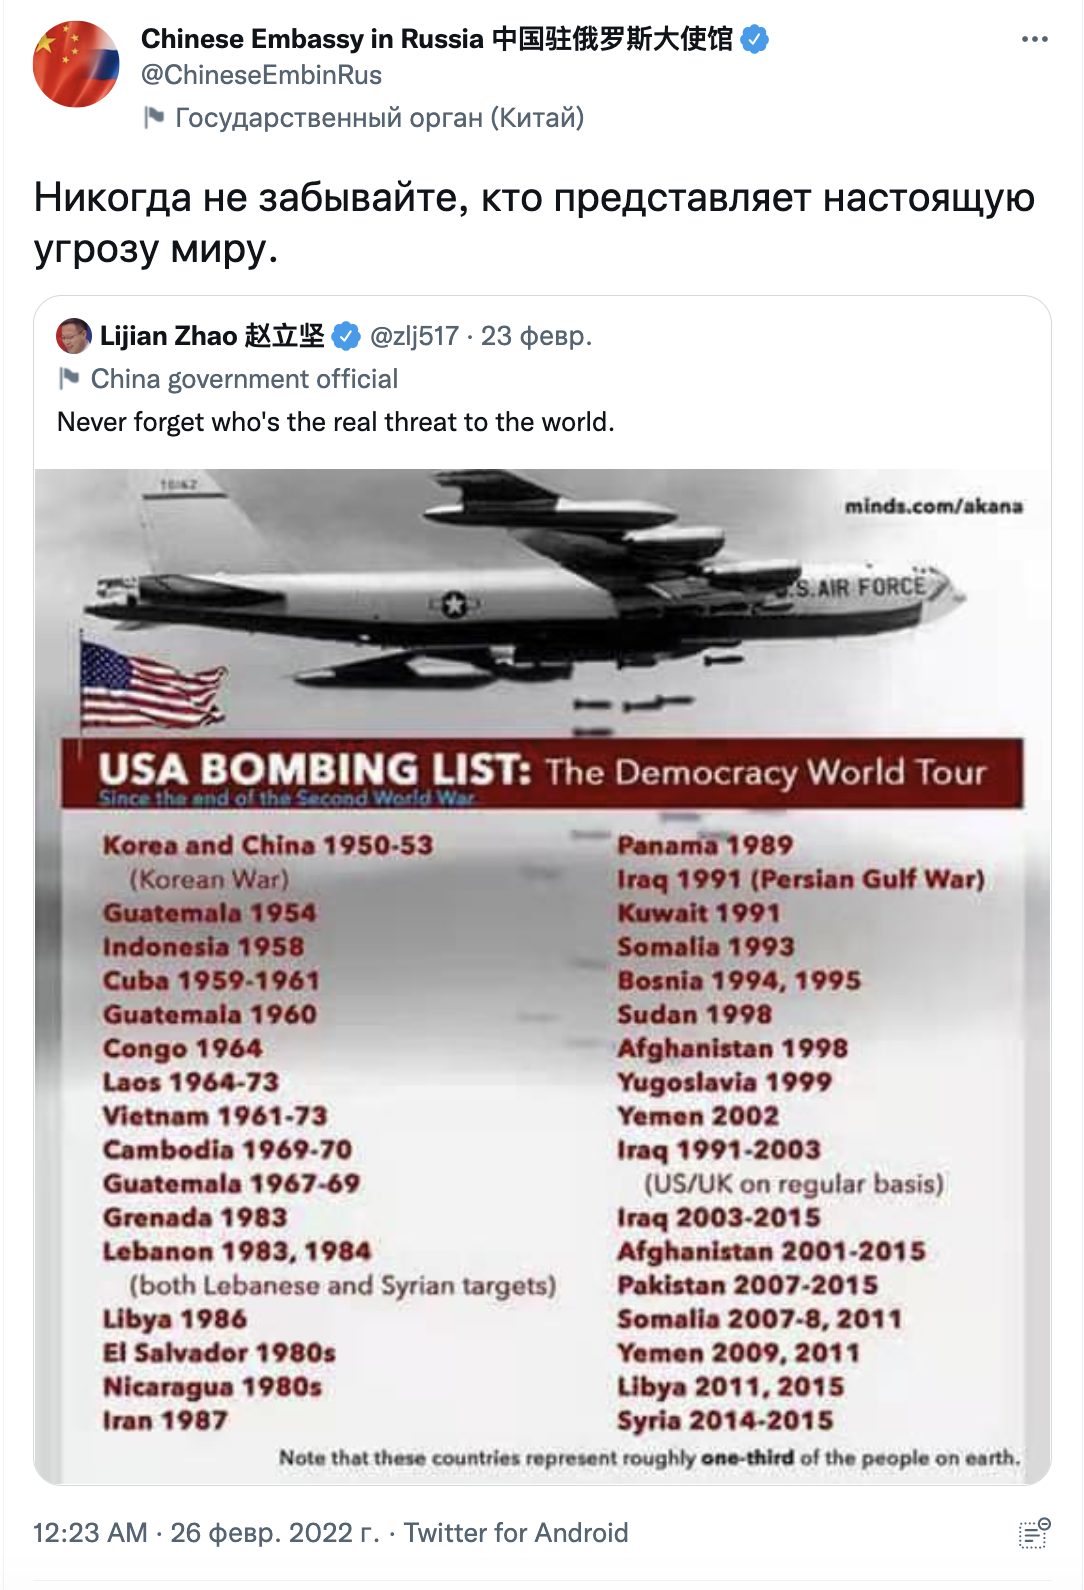 Chinese Embassy in Russia 中国驻俄罗斯大使馆
@ChineseEmbinRus
Государственный орган (Китай)
Никогда не забывайте, кто представляет настоящую
угрозу миру.
Lijian Zhao 赵立坚 @zlj517 · 23 февр.
China government official
Never forget who's the real threat to the world.
minds.com/akana
U.S. AIR FORCE
USA BOMBING LIST: The Democracy World Tour
Since the end of the Second World War
Korea and China 1950-53
(Korean War)
Guatemala 1954
Indonesia 1958
Cuba 1959-1961
Guatemala 1960
Congo 1964
Laos 1964-73
Vietnam 1961-73
Cambodia 1969-70
Guatemala 1967-69
Grenada 1983
Lebanon 1983, 1984
(both Lebanese and Syrian targets)
Libya 1986
El Salvador 1980s
Nicaragua 1980s
Iran 1987
Panama 1989
Iraq 1991 (Persian Gulf War)
Kuwait 1991
Somalia 1993
Bosnia 1994, 1995
Sudan 1998
Afghanistan 1998
Yugoslavia 1999
Yemen 2002
Iraq 1991-2003
(US/UK on regular basis)
Iraq 2003-2015
Afghanistan 2001-2015
Pakistan 2007-2015
Somalia 2007-8, 2011
Yemen 2009, 2011
Libya 2011, 2015
Syria 2014-2015
Note that these countries represent roughly one-third of the people on earth.
12:23 AM · 26 февр. 2022 г. · Twitter for Android